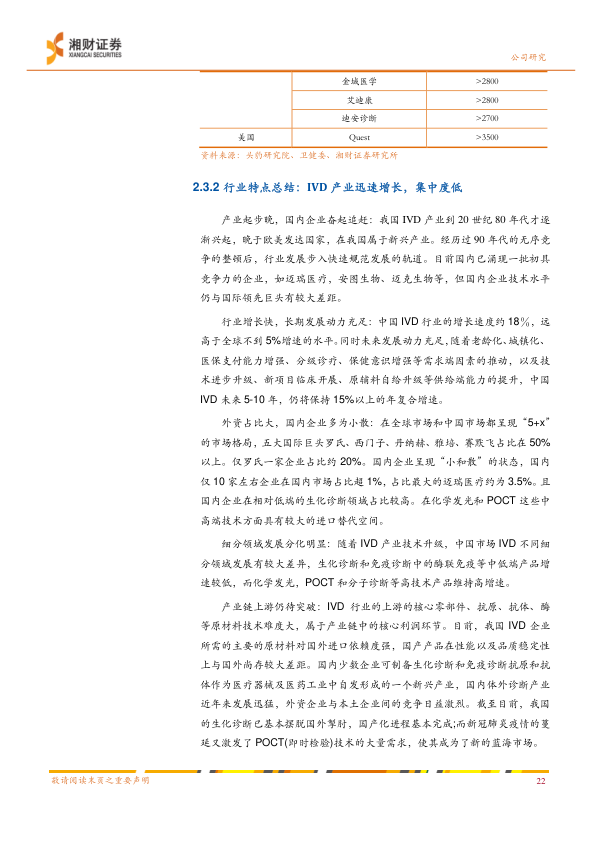 湘财证券
XIANGCAI SECURITIES
公司研究
金域医学 >2800
艾迪康 >2800
迪安诊断 >2700
美国 Quest >3500
资料来源：头豹研究院、卫健委、湘财证券研究所
2.3.2 行业特点总结：IVD 产业迅速增长，集中度低
产业起步晚，国内企业奋起追赶：我国 IVD 产业到 20 世纪 80 年代才逐
渐兴起，晚于欧美发达国家，在我国属于新兴产业。经历过 90 年代的无序竞
争的整顿后，行业发展步入快速规范发展的轨道。目前国内已涌现一批初具
竞争力的企业，如迈瑞医疗，安图生物、迈克生物等，但国内企业技术水平
仍与国际领先巨头有较大差距。
行业增长快，长期发展动力充足：中国 IVD 行业的增长速度约 18%，远
高于全球不到 5%增速的水平。同时未来发展动力充足，随着老龄化、城镇化、
医保支付能力增强、分级诊疗、保健意识增强等需求端因素的推动，以及技
术进步升级、新项目临床开展、原辅料自给升级等供给端能力的提升，中国
IVD 未来 5-10 年，仍将保持 15%以上的年复合增速。
外资占比大，国内企业多为小散：在全球市场和中国市场都呈现“5+x”
的市场格局，五大国际巨头罗氏、西门子、丹纳赫、雅培、赛默飞占比在 50%
以上。仅罗氏一家企业占比约 20%。国内企业呈现“小和散”的状态，国内
仅 10 家左右企业在国内市场占比超 1%，占比最大的迈瑞医疗约为 3.5%。且
国内企业在相对低端的生化诊断领域占比较高。在化学发光和 POCT 这些中
高端技术方面具有较大的进口替代空间。
细分领域发展分化明显：随着 IVD 产业技术升级，中国市场 IVD 不同细
分领域发展有较大差异，生化诊断和免疫诊断中的酶联免疫等中低端产品增
速较低，而化学发光，POCT 和分子诊断等高技术产品维持高增速。
产业链上游仍待突破：IVD 行业的上游的核心零部件、抗原、抗体、酶
等原材料技术难度大，属于产业链中的核心利润环节。目前，我国 IVD 企业
所需的主要的原材料对国外进口依赖度强，国产产品在性能以及品质稳定性
上与国外尚存较大差距。国内少数企业可制备生化诊断和免疫诊断抗原和抗
体作为医疗器械及医药工业中自发形成的一个新兴产业，国内体外诊断产业
近年来发展迅猛，外资企业与本土企业间的竞争日益激烈。截至目前，我国
的生化诊断已基本摆脱国外掣肘，国产化进程基本完成;而新冠肺炎疫情的蔓
延又激发了 POCT(即时检验)技术的大量需求，使其成为了新的蓝海市场。
敬请阅读末页之重要声明
22